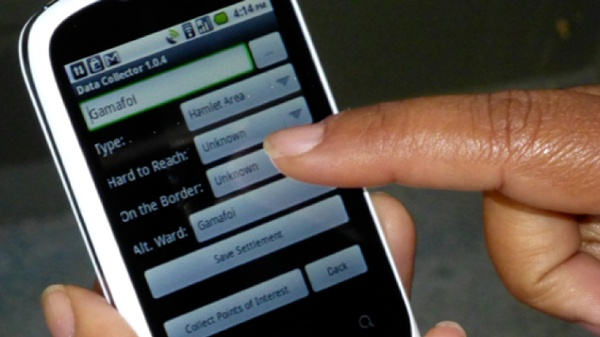 4:14 PM
Data Collector 1.0.4
Gamafoi
...
Type: Hamlet Area
Hard to Reach: Unknown
On the Border: Unknown
Alt. Ward: Gamafoi
Save Settlement
Collect Points of Interest Back